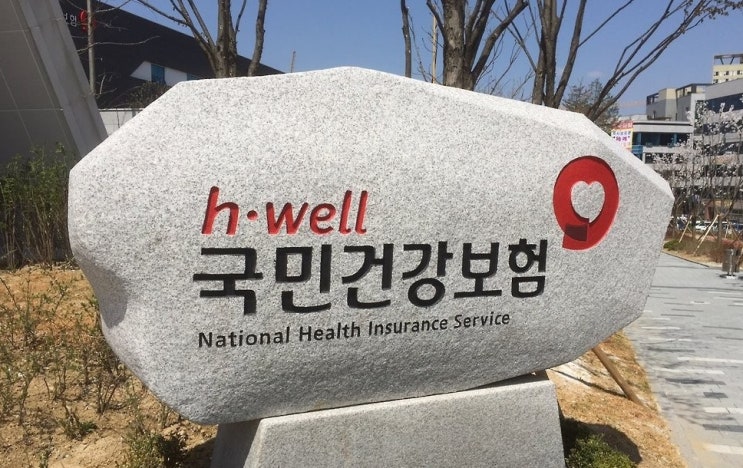 h·well
국민건강보험
National Health Insurance Service